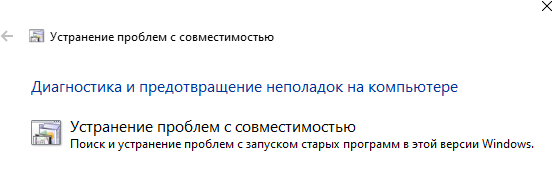 Устранение проблем с совместимостью
Диагностика и предотвращение неполадок на компьютере
Устранение проблем с совместимостью
Поиск и устранение проблем с запуском старых программ в этой версии Windows.